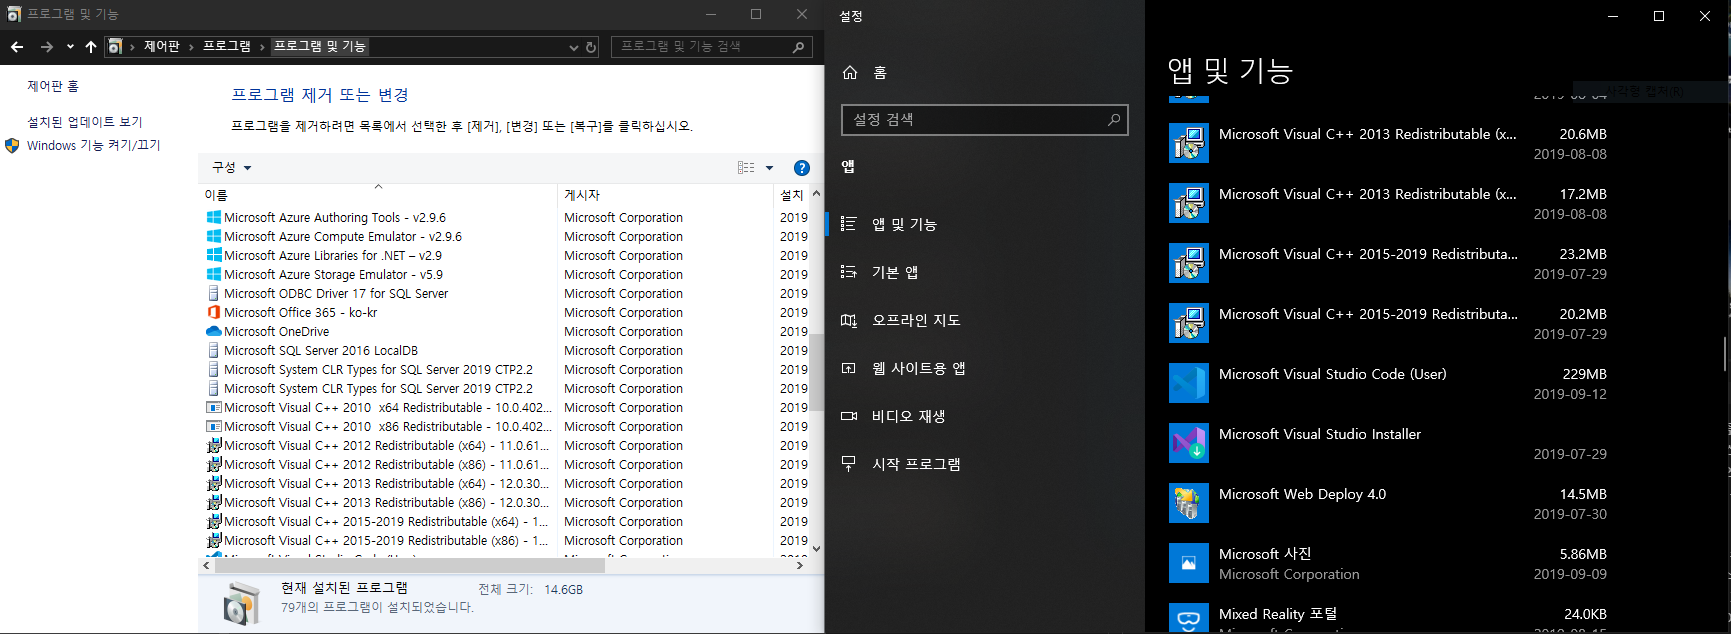 프로그램 및 기능
제어판 › 프로그램 › 프로그램 및 기능
프로그램 및 기능 검색
제어판 홈
설치된 업데이트 보기
Windows 기능 켜기/끄기
프로그램 제거 또는 변경
프로그램을 제거하려면 목록에서 선택한 후 [제거], [변경] 또는 [복구]를 클릭하십시오.
구성
이름 게시자 설치
Microsoft Azure Authoring Tools - v2.9.6 Microsoft Corporation 2019
Microsoft Azure Compute Emulator - v2.9.6 Microsoft Corporation 2019
Microsoft Azure Libraries for .NET – v2.9 Microsoft Corporation 2019
Microsoft Azure Storage Emulator - v5.9 Microsoft Corporation 2019
Microsoft ODBC Driver 17 for SQL Server Microsoft Corporation 2019
Microsoft Office 365 - ko-kr Microsoft Corporation 2019
Microsoft OneDrive Microsoft Corporation 2019
Microsoft SQL Server 2016 LocalDB Microsoft Corporation 2019
Microsoft System CLR Types for SQL Server 2019 CTP2.2 Microsoft Corporation 2019
Microsoft System CLR Types for SQL Server 2019 CTP2.2 Microsoft Corporation 2019
Microsoft Visual C++ 2010 x64 Redistributable - 10.0.402... Microsoft Corporation 2019
Microsoft Visual C++ 2010 x86 Redistributable - 10.0.402... Microsoft Corporation 2019
Microsoft Visual C++ 2012 Redistributable (x64) - 11.0.61... Microsoft Corporation 2019
Microsoft Visual C++ 2012 Redistributable (x86) - 11.0.61... Microsoft Corporation 2019
Microsoft Visual C++ 2013 Redistributable (x64) - 12.0.30... Microsoft Corporation 2019
Microsoft Visual C++ 2013 Redistributable (x86) - 12.0.30... Microsoft Corporation 2019
Microsoft Visual C++ 2015-2019 Redistributable (x64) - 1... Microsoft Corporation 2019
Microsoft Visual C++ 2015-2019 Redistributable (x86) - 1... Microsoft Corporation 2019
현재 설치된 프로그램 전체 크기: 14.6GB
79개의 프로그램이 설치되었습니다.
설정
홈
설정 검색
앱
앱 및 기능
기본 앱
오프라인 지도
웹 사이트용 앱
비디오 재생
시작 프로그램
앱 및 기능
사각형 캡처(R)
Microsoft Visual C++ 2013 Redistributable (x... 20.6MB
2019-08-08
Microsoft Visual C++ 2013 Redistributable (x... 17.2MB
2019-08-08
Microsoft Visual C++ 2015-2019 Redistributa... 23.2MB
2019-07-29
Microsoft Visual C++ 2015-2019 Redistributa... 20.2MB
2019-07-29
Microsoft Visual Studio Code (User) 229MB
2019-09-12
Microsoft Visual Studio Installer
2019-07-29
Microsoft Web Deploy 4.0 14.5MB
2019-07-30
Microsoft 사진 5.86MB
Microsoft Corporation 2019-09-09
Mixed Reality 포털 24.0KB